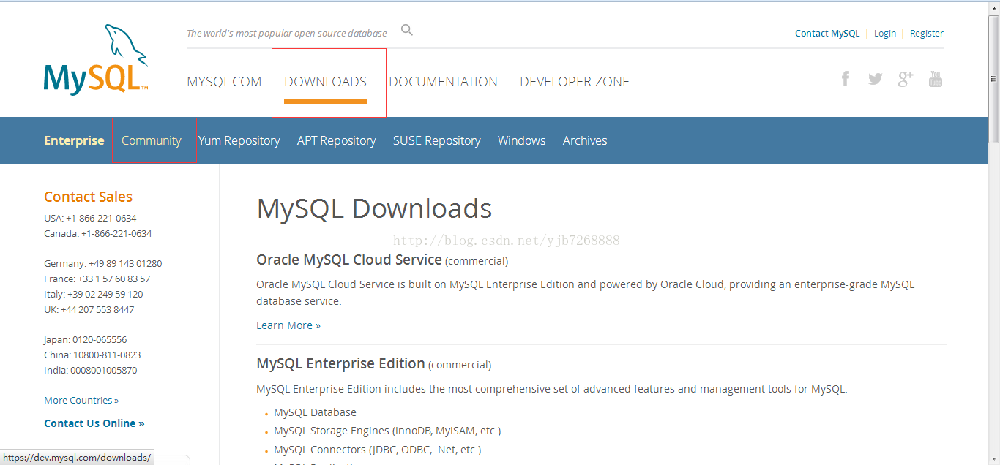 The world's most popular open source database
Contact MySQL | Login | Register
MySQL™
MYSQL.COM DOWNLOADS DOCUMENTATION DEVELOPER ZONE
f g+ You Tube
Enterprise Community Yum Repository APT Repository SUSE Repository Windows Archives
Contact Sales
USA: +1-866-221-0634
Canada: +1-866-221-0634
Germany: +49 89 143 01280
France: +33 1 57 60 83 57
Italy: +39 02 249 59 120
UK: +44 207 553 8447
Japan: 0120-065556
China: 10800-811-0823
India: 0008001005870
More Countries »
Contact Us Online »
MySQL Downloads
http://blog.csdn.net/yjb7268888
Oracle MySQL Cloud Service (commercial)
Oracle MySQL Cloud Service is built on MySQL Enterprise Edition and powered by Oracle Cloud, providing an enterprise-grade MySQL
database service.
Learn More »
MySQL Enterprise Edition (commercial)
MySQL Enterprise Edition includes the most comprehensive set of advanced features and management tools for MySQL.
• MySQL Database
• MySQL Storage Engines (InnoDB, MyISAM, etc.)
• MySQL Connectors (JDBC, ODBC, .Net, etc.)
https://dev.mysql.com/downloads/